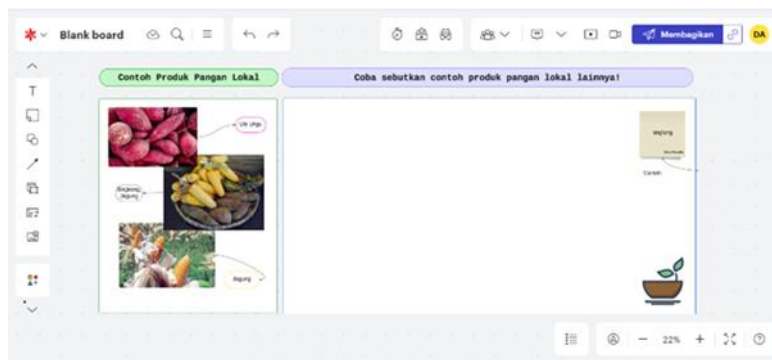 Blank board
Membagikan
DA
Contoh Produk Pangan Lokal
Coba sebutkan contoh produk pangan lokal lainnya!
T
Ubi Ungu
Jagung
Contoh
22%